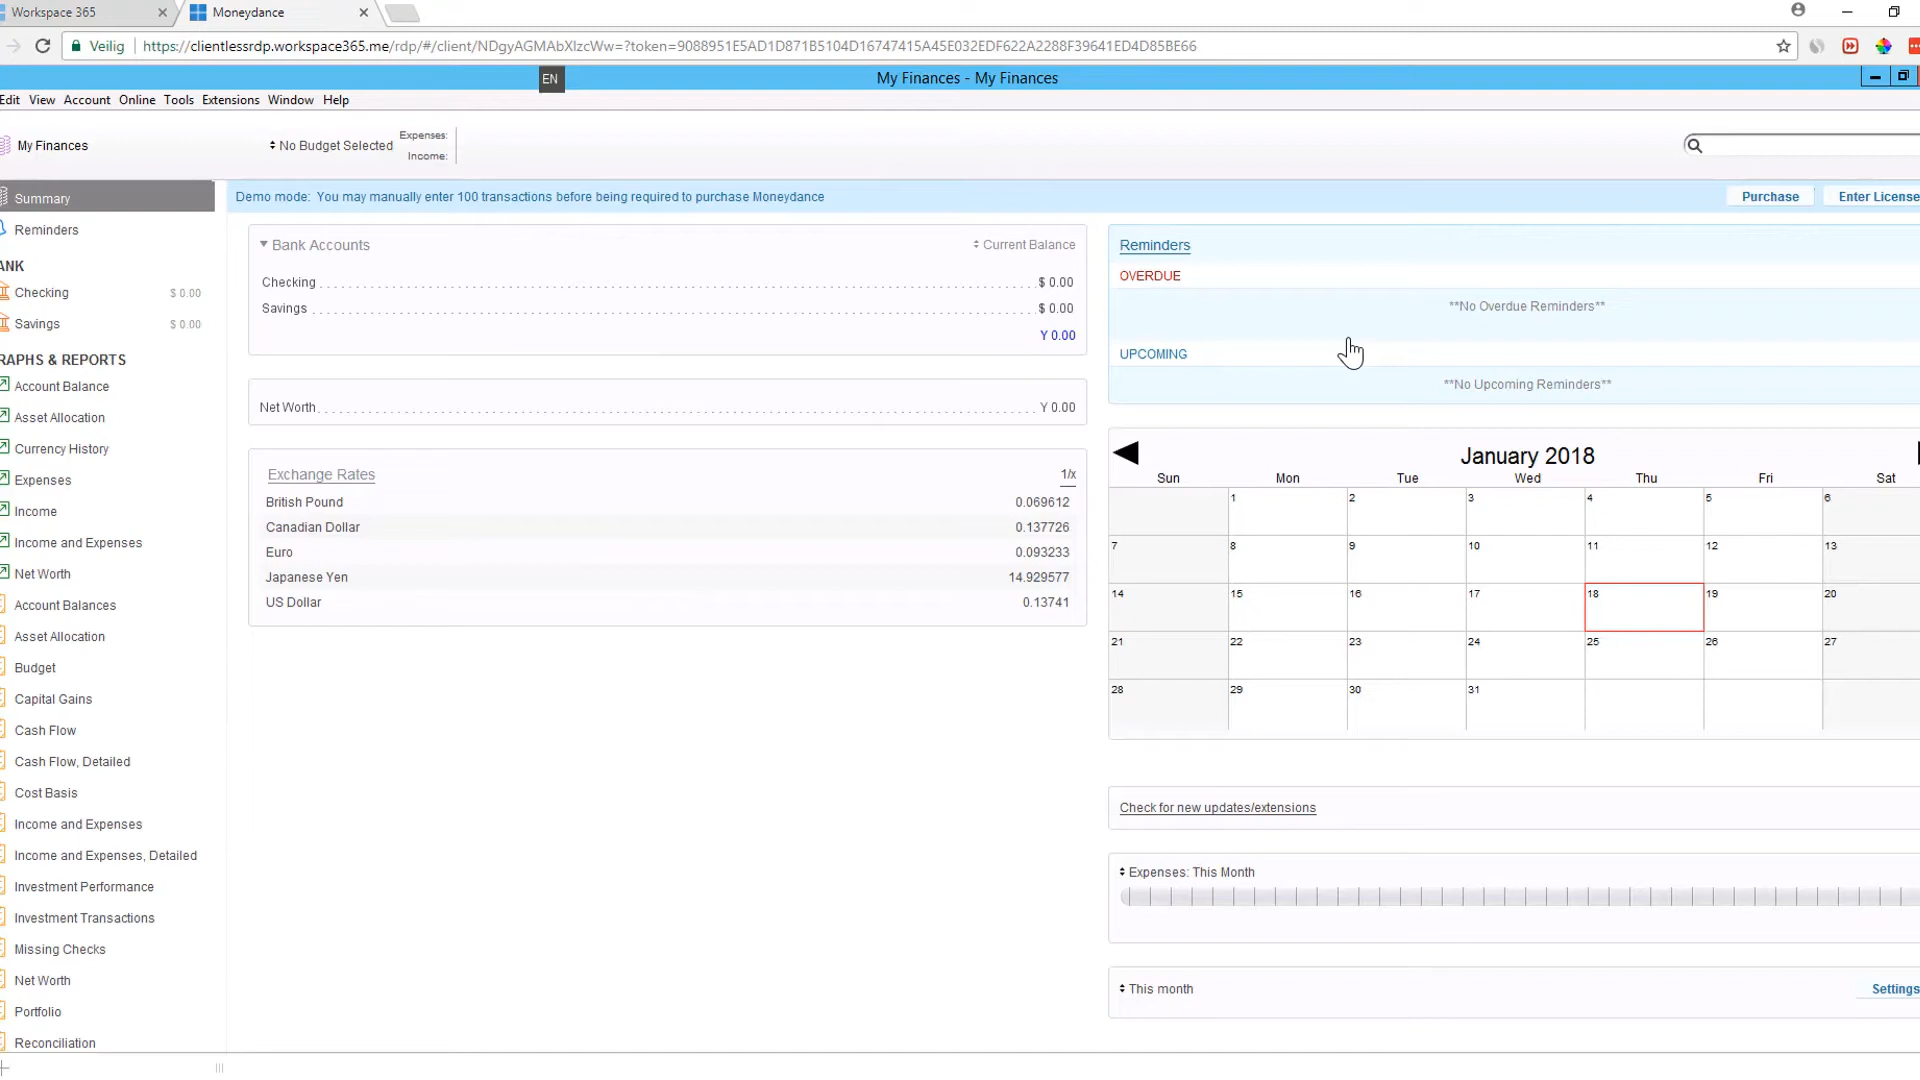 Workspace 365
Moneydance
Veilig
https://clientlessrdp.workspace365.me/rdp/#/client/NDgyAGMAbXlzcWw=?token=9088951E5AD1D871B5104D16747415A45E032EDF622A2288F39641ED4D85BE66
EN
My Finances - My Finances
Edit View Account Online Tools Extensions Window Help
My Finances
No Budget Selected
Expenses:
Income:
Summary
Demo mode: You may manually enter 100 transactions before being required to purchase Moneydance
Purchase
Enter License
Reminders
ANK
Checking $ 0.00
Savings $ 0.00
RAPHS & REPORTS
Account Balance
Asset Allocation
Currency History
Expenses
Income
Income and Expenses
Net Worth
Account Balances
Asset Allocation
Budget
Capital Gains
Cash Flow
Cash Flow, Detailed
Cost Basis
Income and Expenses
Income and Expenses, Detailed
Investment Performance
Investment Transactions
Missing Checks
Net Worth
Portfolio
Reconciliation
Bank Accounts Current Balance
Checking $ 0.00
Savings $ 0.00
Y 0.00
Net Worth Y 0.00
Exchange Rates 1/x
British Pound 0.069612
Canadian Dollar 0.137726
Euro 0.093233
Japanese Yen 14.929577
US Dollar 0.13741
Reminders
OVERDUE
**No Overdue Reminders**
UPCOMING
**No Upcoming Reminders**
January 2018
Sun Mon Tue Wed Thu Fri Sat
1 2 3 4 5 6
7 8 9 10 11 12 13
14 15 16 17 18 19 20
21 22 23 24 25 26 27
28 29 30 31
Check for new updates/extensions
Expenses: This Month
This month
Settings